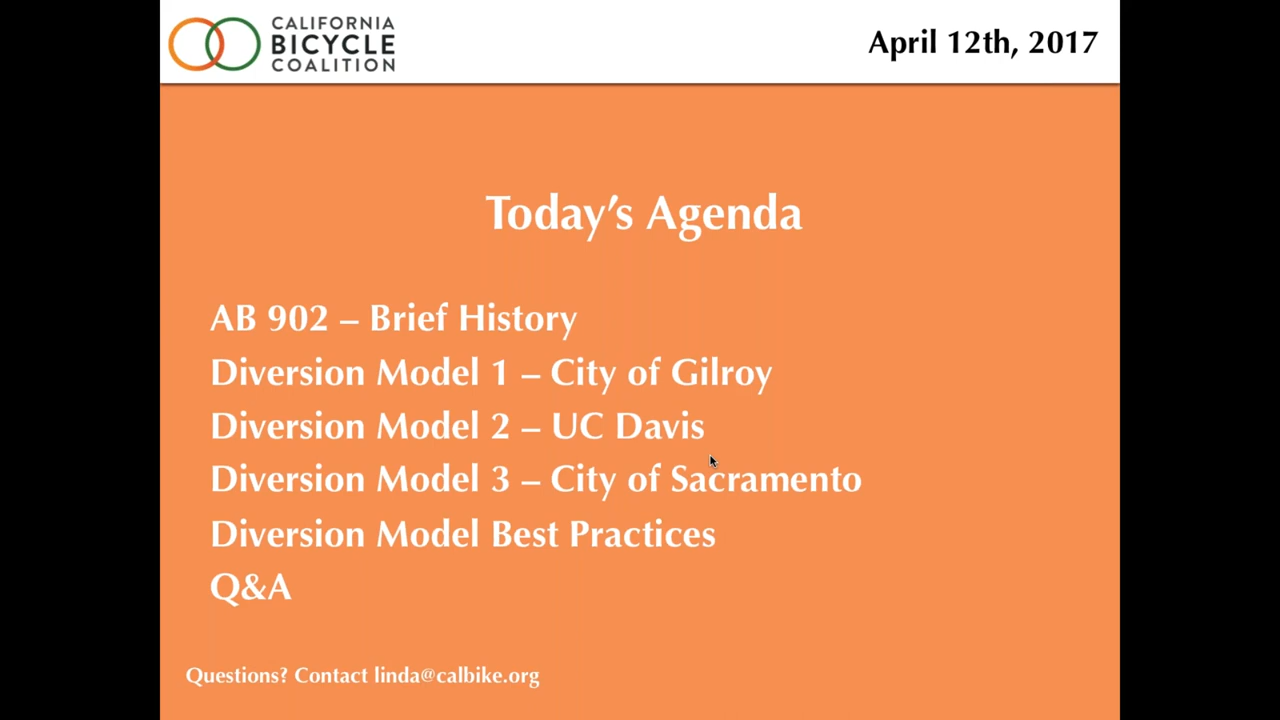 CALIFORNIA
BICYCLE
COALITION
April 12th, 2017
Today’s Agenda
AB 902 – Brief History
Diversion Model 1 – City of Gilroy
Diversion Model 2 – UC Davis
Diversion Model 3 – City of Sacramento
Diversion Model Best Practices
Q&A
Questions? Contact linda@calbike.org